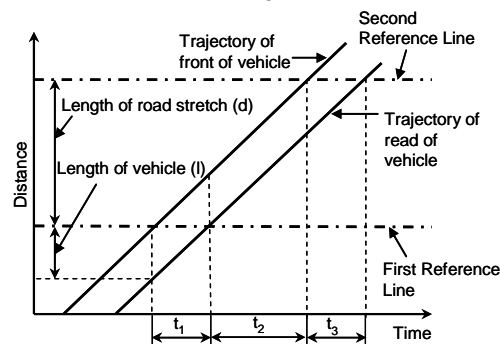 Second
Reference Line
Trajectory of
front of vehicle
Length of road stretch (d)
Trajectory of
read of
vehicle
Length of vehicle (l)
Distance
First Reference
Line
t1
t2
t3
Time